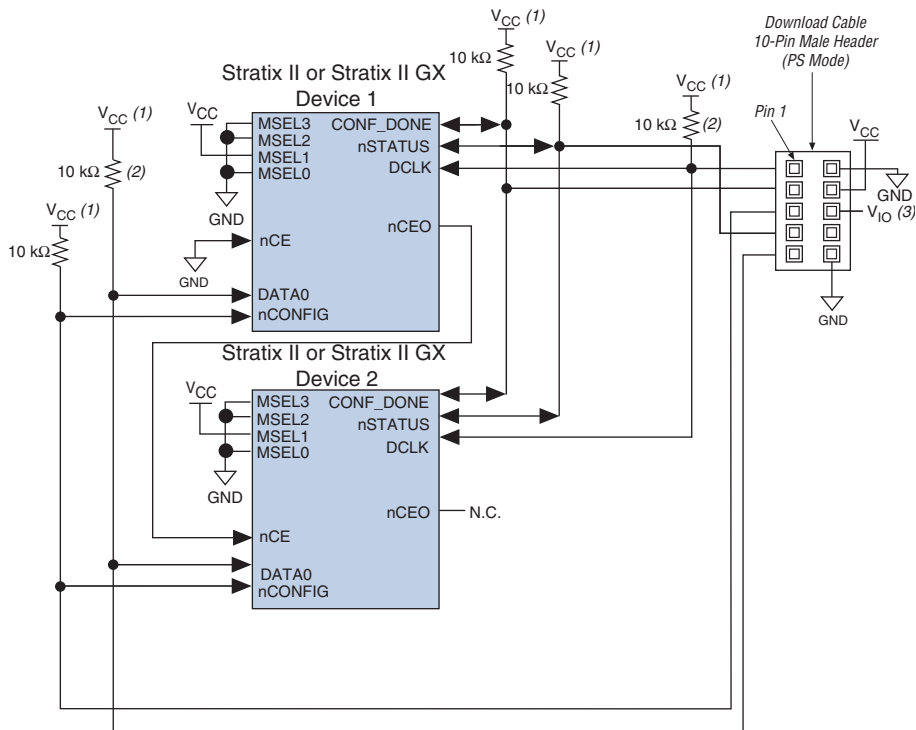 VCC (1)
10 kΩ
VCC (1)
10 kΩ
Download Cable
10-Pin Male Header
(PS Mode)
Stratix II or Stratix II GX
Device 1
VCC (1)
10 kΩ (2)
Pin 1
VCC
VCC (1)
10 kΩ (2)
VCC
MSEL3
MSEL2
MSEL1
MSEL0
CONF_DONE
nSTATUS
DCLK
GND
GND
VIO (3)
GND
VCC (1)
10 kΩ
nCE
GND
nCEO
DATA0
nCONFIG
Stratix II or Stratix II GX
Device 2
VCC
MSEL3
MSEL2
MSEL1
MSEL0
CONF_DONE
nSTATUS
DCLK
GND
nCEO
N.C.
nCE
DATA0
nCONFIG